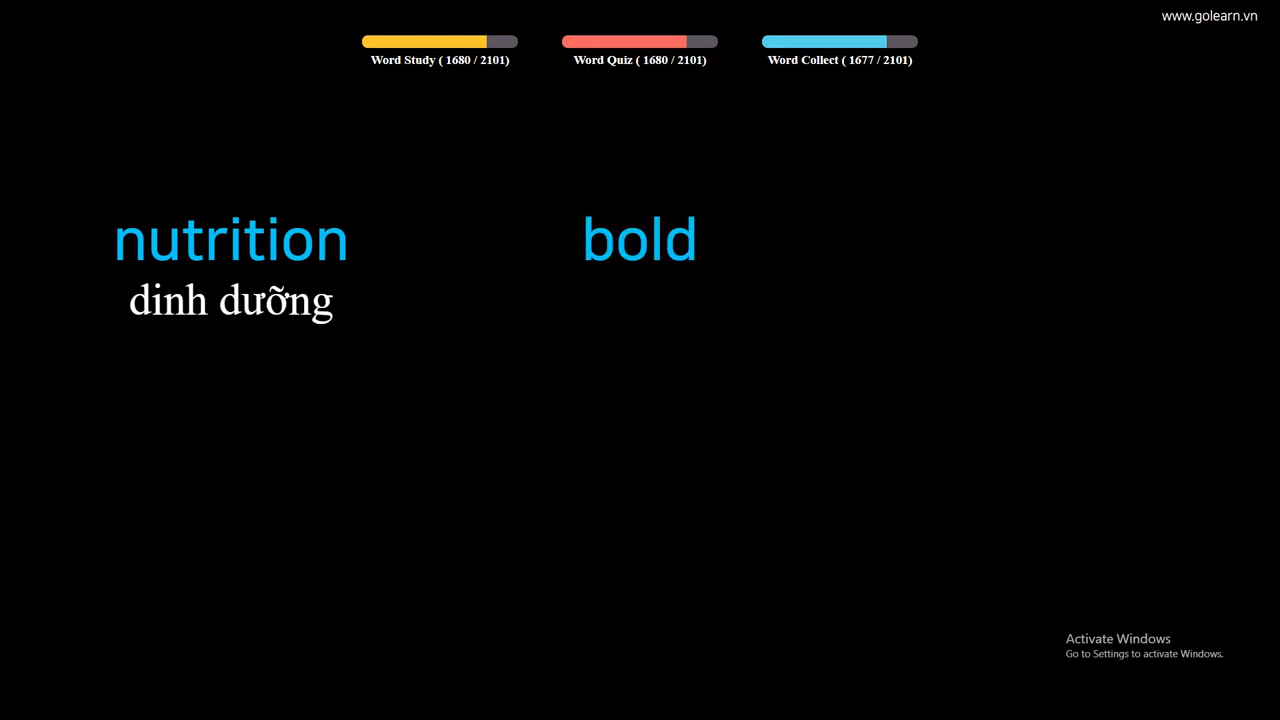 www.golearn.vn
Word Study ( 1680 / 2101)
Word Quiz ( 1680 / 2101)
Word Collect ( 1677 / 2101)
nutrition
bold
dinh dưỡng
Activate Windows
Go to Settings to activate Windows.